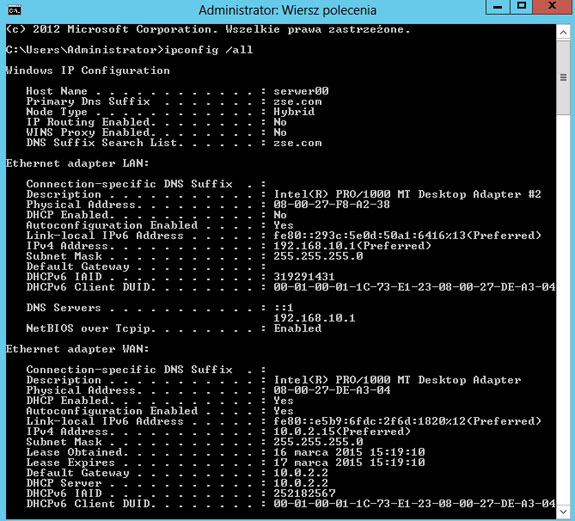 Administrator: Wiersz polecenia
(c) 2012 Microsoft Corporation. Wszelkie prawa zastrzeżone.
C:\Users\Administrator>ipconfig /all
Windows IP Configuration
Host Name . . . . . . . . . . . . : serwer00
Primary Dns Suffix . . . . . . . : zse.com
Node Type . . . . . . . . . . . . : Hybrid
IP Routing Enabled. . . . . . . . : No
WINS Proxy Enabled. . . . . . . . : No
DNS Suffix Search List. . . . . . : zse.com
Ethernet adapter LAN:
Connection-specific DNS Suffix . :
Description . . . . . . . . . . . : Intel(R) PRO/1000 MT Desktop Adapter #2
Physical Address. . . . . . . . . : 08-00-27-F8-A2-38
DHCP Enabled. . . . . . . . . . . : No
Autoconfiguration Enabled . . . . : Yes
Link-local IPv6 Address . . . . . : fe80::293c:5e0d:50a1:6416%13(Preferred)
IPv4 Address. . . . . . . . . . . : 192.168.10.1(Preferred)
Subnet Mask . . . . . . . . . . . : 255.255.255.0
Default Gateway . . . . . . . . . :
DHCPv6 IAID . . . . . . . . . . . : 319291431
DHCPv6 Client DUID. . . . . . . . : 00-01-00-01-1C-73-E1-23-08-00-27-DE-A3-04
DNS Servers . . . . . . . . . . . : ::1
192.168.10.1
NetBIOS over Tcpip. . . . . . . . : Enabled
Ethernet adapter WAN:
Connection-specific DNS Suffix . :
Description . . . . . . . . . . . : Intel(R) PRO/1000 MT Desktop Adapter
Physical Address. . . . . . . . . : 08-00-27-DE-A3-04
DHCP Enabled. . . . . . . . . . . : Yes
Autoconfiguration Enabled . . . . : Yes
Link-local IPv6 Address . . . . . : fe80::e5b9:6fdc:2f6d:1820%12(Preferred)
IPv4 Address. . . . . . . . . . . : 10.0.2.15(Preferred)
Subnet Mask . . . . . . . . . . . : 255.255.255.0
Lease Obtained. . . . . . . . . . : 16 marca 2015 15:19:10
Lease Expires . . . . . . . . . . : 17 marca 2015 15:19:10
Default Gateway . . . . . . . . . : 10.0.2.2
DHCP Server . . . . . . . . . . . : 10.0.2.2
DHCPv6 IAID . . . . . . . . . . . : 252182567
DHCPv6 Client DUID. . . . . . . . : 00-01-00-01-1C-73-E1-23-08-00-27-DE-A3-04